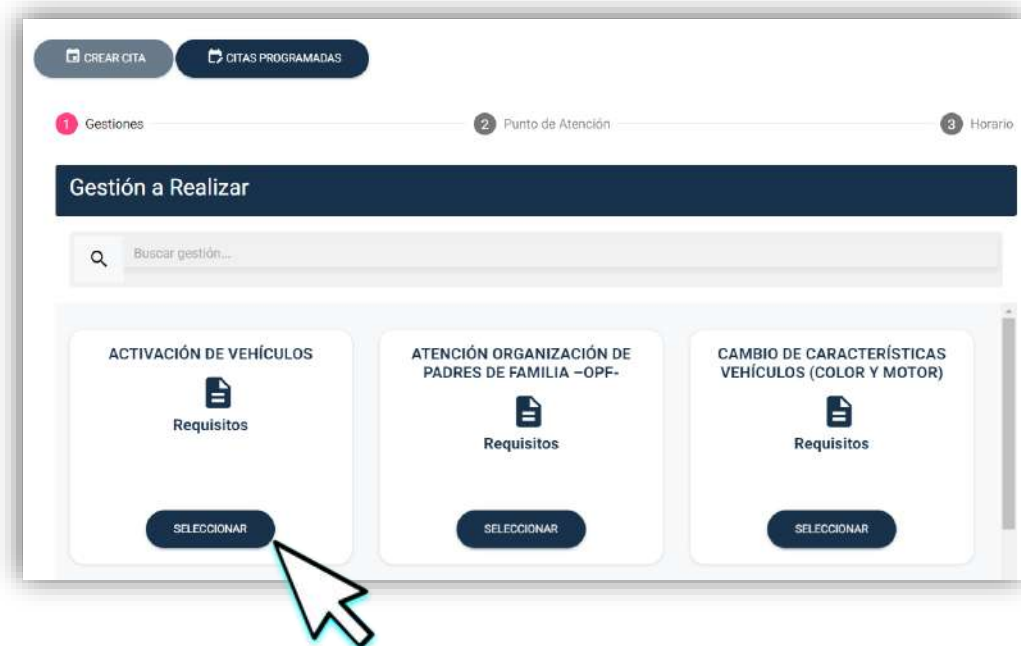 CREAR CITA
CITAS PROGRAMADAS
1 Gestiones
2 Punto de Atención
3 Horario
Gestión a Realizar
Buscar gestión...
ACTIVACIÓN DE VEHÍCULOS
Requisitos
SELECCIONAR
ATENCIÓN ORGANIZACIÓN DE
PADRES DE FAMILIA –OPF-
Requisitos
SELECCIONAR
CAMBIO DE CARACTERÍSTICAS
VEHÍCULOS (COLOR Y MOTOR)
Requisitos
SELECCIONAR